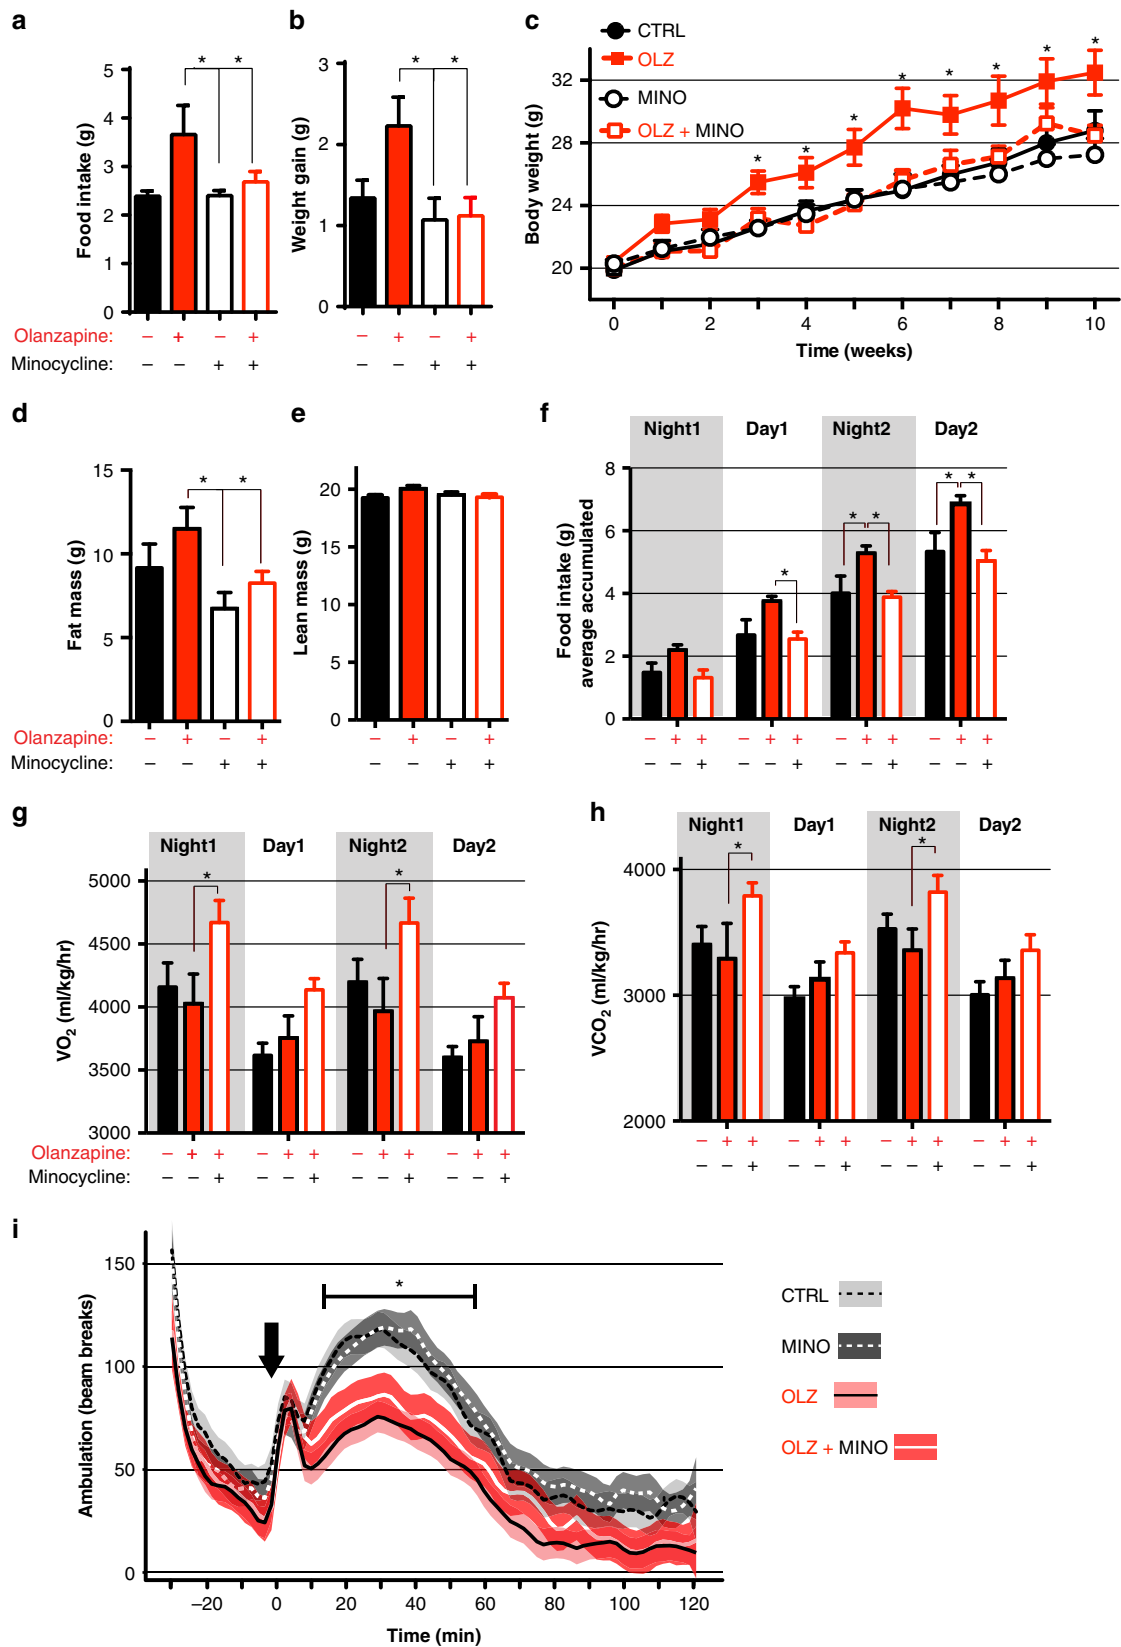 a
Food intake (g)
5
4
3
2
1
0
* *
Olanzapine: – + – +
Minocycline: – – + +
b
Weight gain (g)
3
2
1
0
* *
– + – +
– – + +
c
CTRL
OLZ
MINO
OLZ + MINO
Body weight (g)
32
28
24
20
* * * * * * * *
0 2 4 6 8 10
Time (weeks)
d
Fat mass (g)
15
10
5
0
* *
Olanzapine: – + – +
Minocycline: – – + +
e
Lean mass (g)
20
15
10
5
0
– + – +
– – + +
f
Night1 Day1 Night2 Day2
Food intake (g)
average accumulated
8
6
4
2
0
* * * * *
– + + – + + – + + – + +
– – + – – + – – + – – +
g
Night1 Day1 Night2 Day2
VO2 (ml/kg/hr)
5000
4500
4000
3500
3000
* *
Olanzapine: – + + – + + – + + – + +
Minocycline: – – + – – + – – + – – +
h
Night1 Day1 Night2 Day2
VCO2 (ml/kg/hr)
4000
3000
2000
* *
– + + – + + – + + – + +
– – + – – + – – + – – +
i
Ambulation (beam breaks)
150
100
50
0
*
–20 0 20 40 60 80 100 120
Time (min)
CTRL
MINO
OLZ
OLZ + MINO